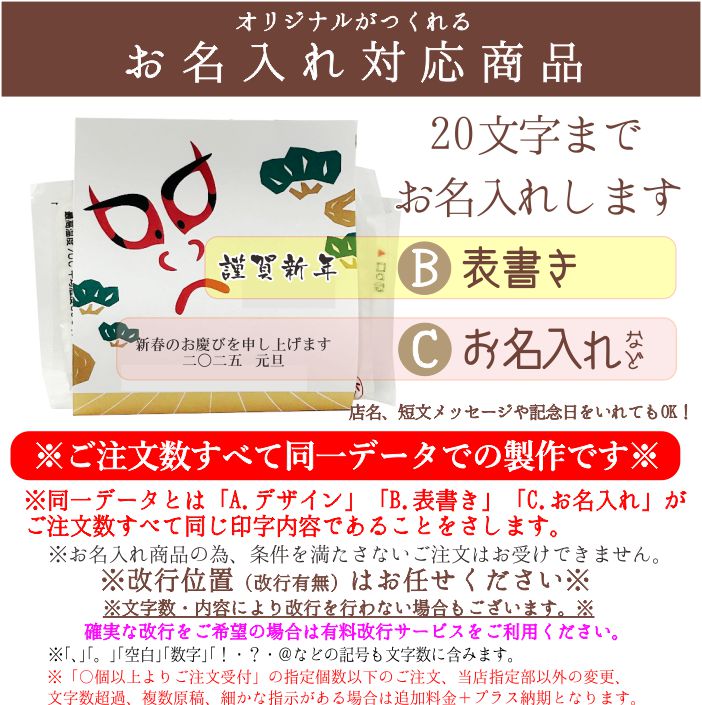 オリジナルがつくれる
お名入れ対応商品
20文字まで
お名入れします
謹賀新年
B 表書き
新春のお慶びを申し上げます
二〇二五 元旦
C お名入れなど
店名、短文メッセージや記念日をいれてもOK!
※ご注文数すべて同一データでの製作です※
※同一データとは「A.デザイン」「B.表書き」「C.お名入れ」が
ご注文数すべて同じ印字内容であることをさします。
※お名入れ商品の為、条件を満たさないご注文はお受けできません。
※改行位置(改行有無)はお任せください※
※文字数・内容により改行を行わない場合もございます。※
確実な改行をご希望の場合は有料改行サービスをご利用ください。
※「、」「。」「空白」「数字」「!・?・@などの記号も文字数に含みます。
※「〇個以上よりご注文受付」の指定個数以下のご注文、当店指定部以外の変更、
文字数超過、複数原稿、細かな指示がある場合は追加料金+プラス納期となります。